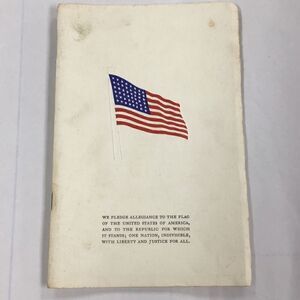 WE PLEDGE ALLEGIANCE TO THE FLAG
OF THE UNITED STATES OF AMERICA,
AND TO THE REPUBLIC FOR WHICH
IT STANDS; ONE NATION, INDIVISIBLE,
WITH LIBERTY AND JUSTICE FOR ALL.